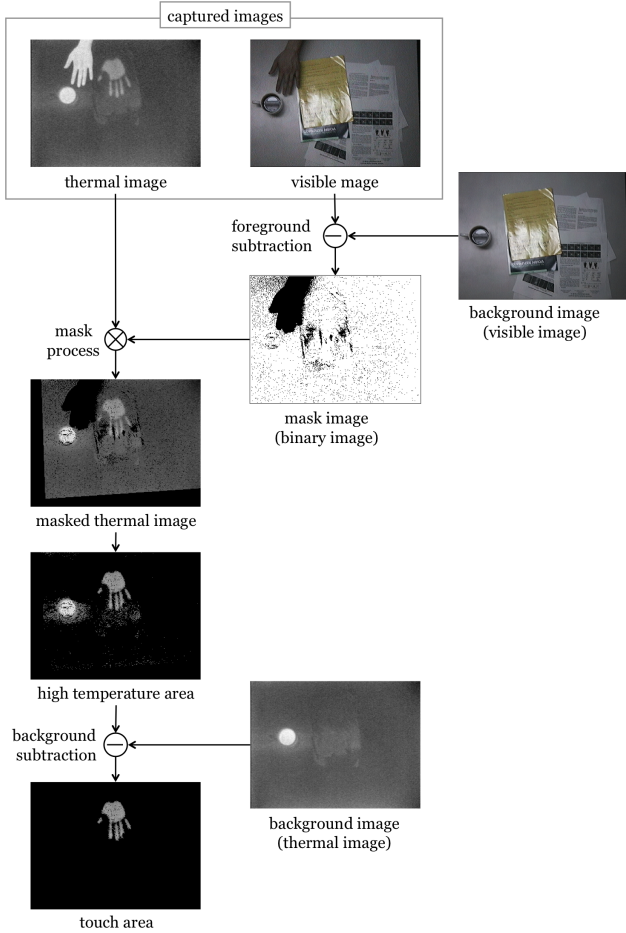 captured images
thermal image
visible mage
foreground
subtraction
background image
(visible image)
mask
process
mask image
(binary image)
masked thermal image
high temperature area
background
subtraction
background image
(thermal image)
touch area